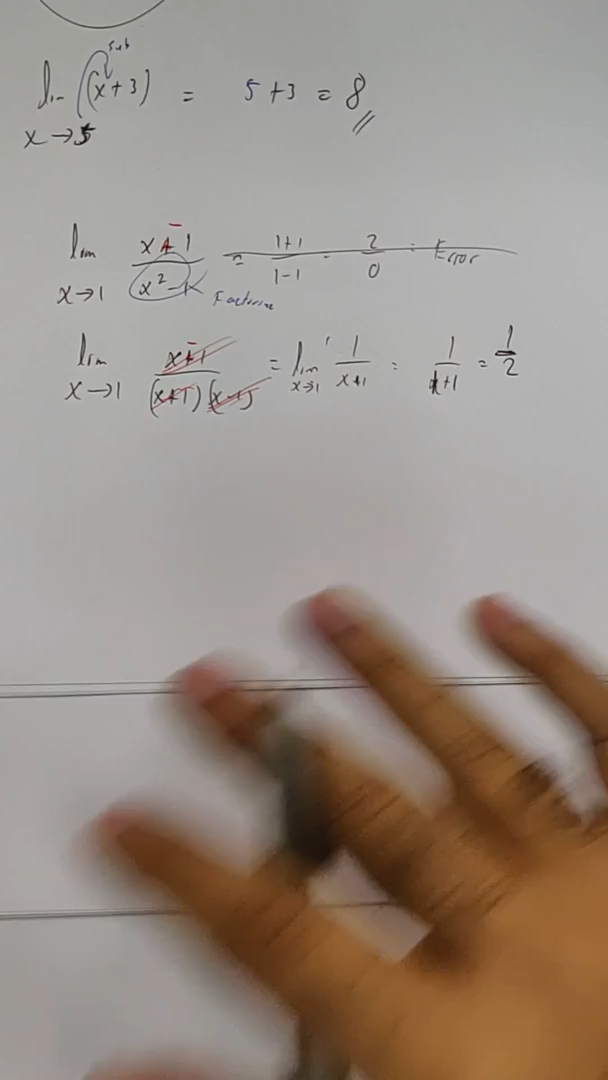 sub
lim (x+3) = 5+3 = 8
x→5
lim x-1 / x²-1 = 1+1 / 1-1 = 2 / 0 = Error
x→1 Factorise
lim x-1 / (x+1)(x-1) = lim 1 / x+1 = 1 / 1+1 = 1/2
x→1 x→1